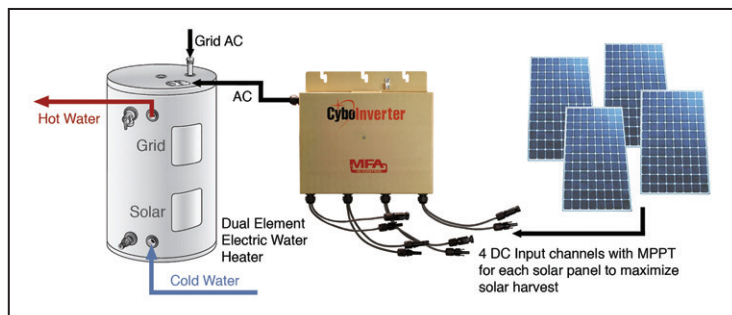 Grid AC
AC
Hot Water
Grid
Solar
Dual Element
Electric Water
Heater
Cold Water
CyboInverter
MFA
4 DC Input channels with MPPT
for each solar panel to maximize
solar harvest